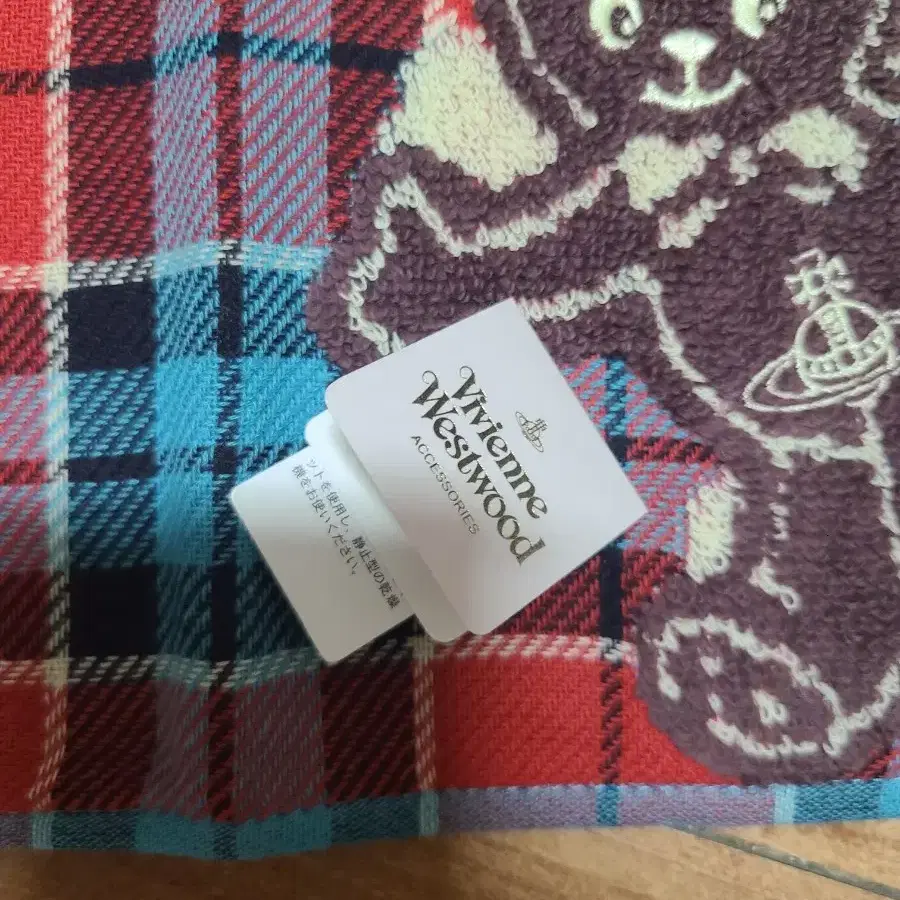 Vivienne
Westwood
ACCESSORIES
ットを使用し、静止型の乾燥
機をお使いください。